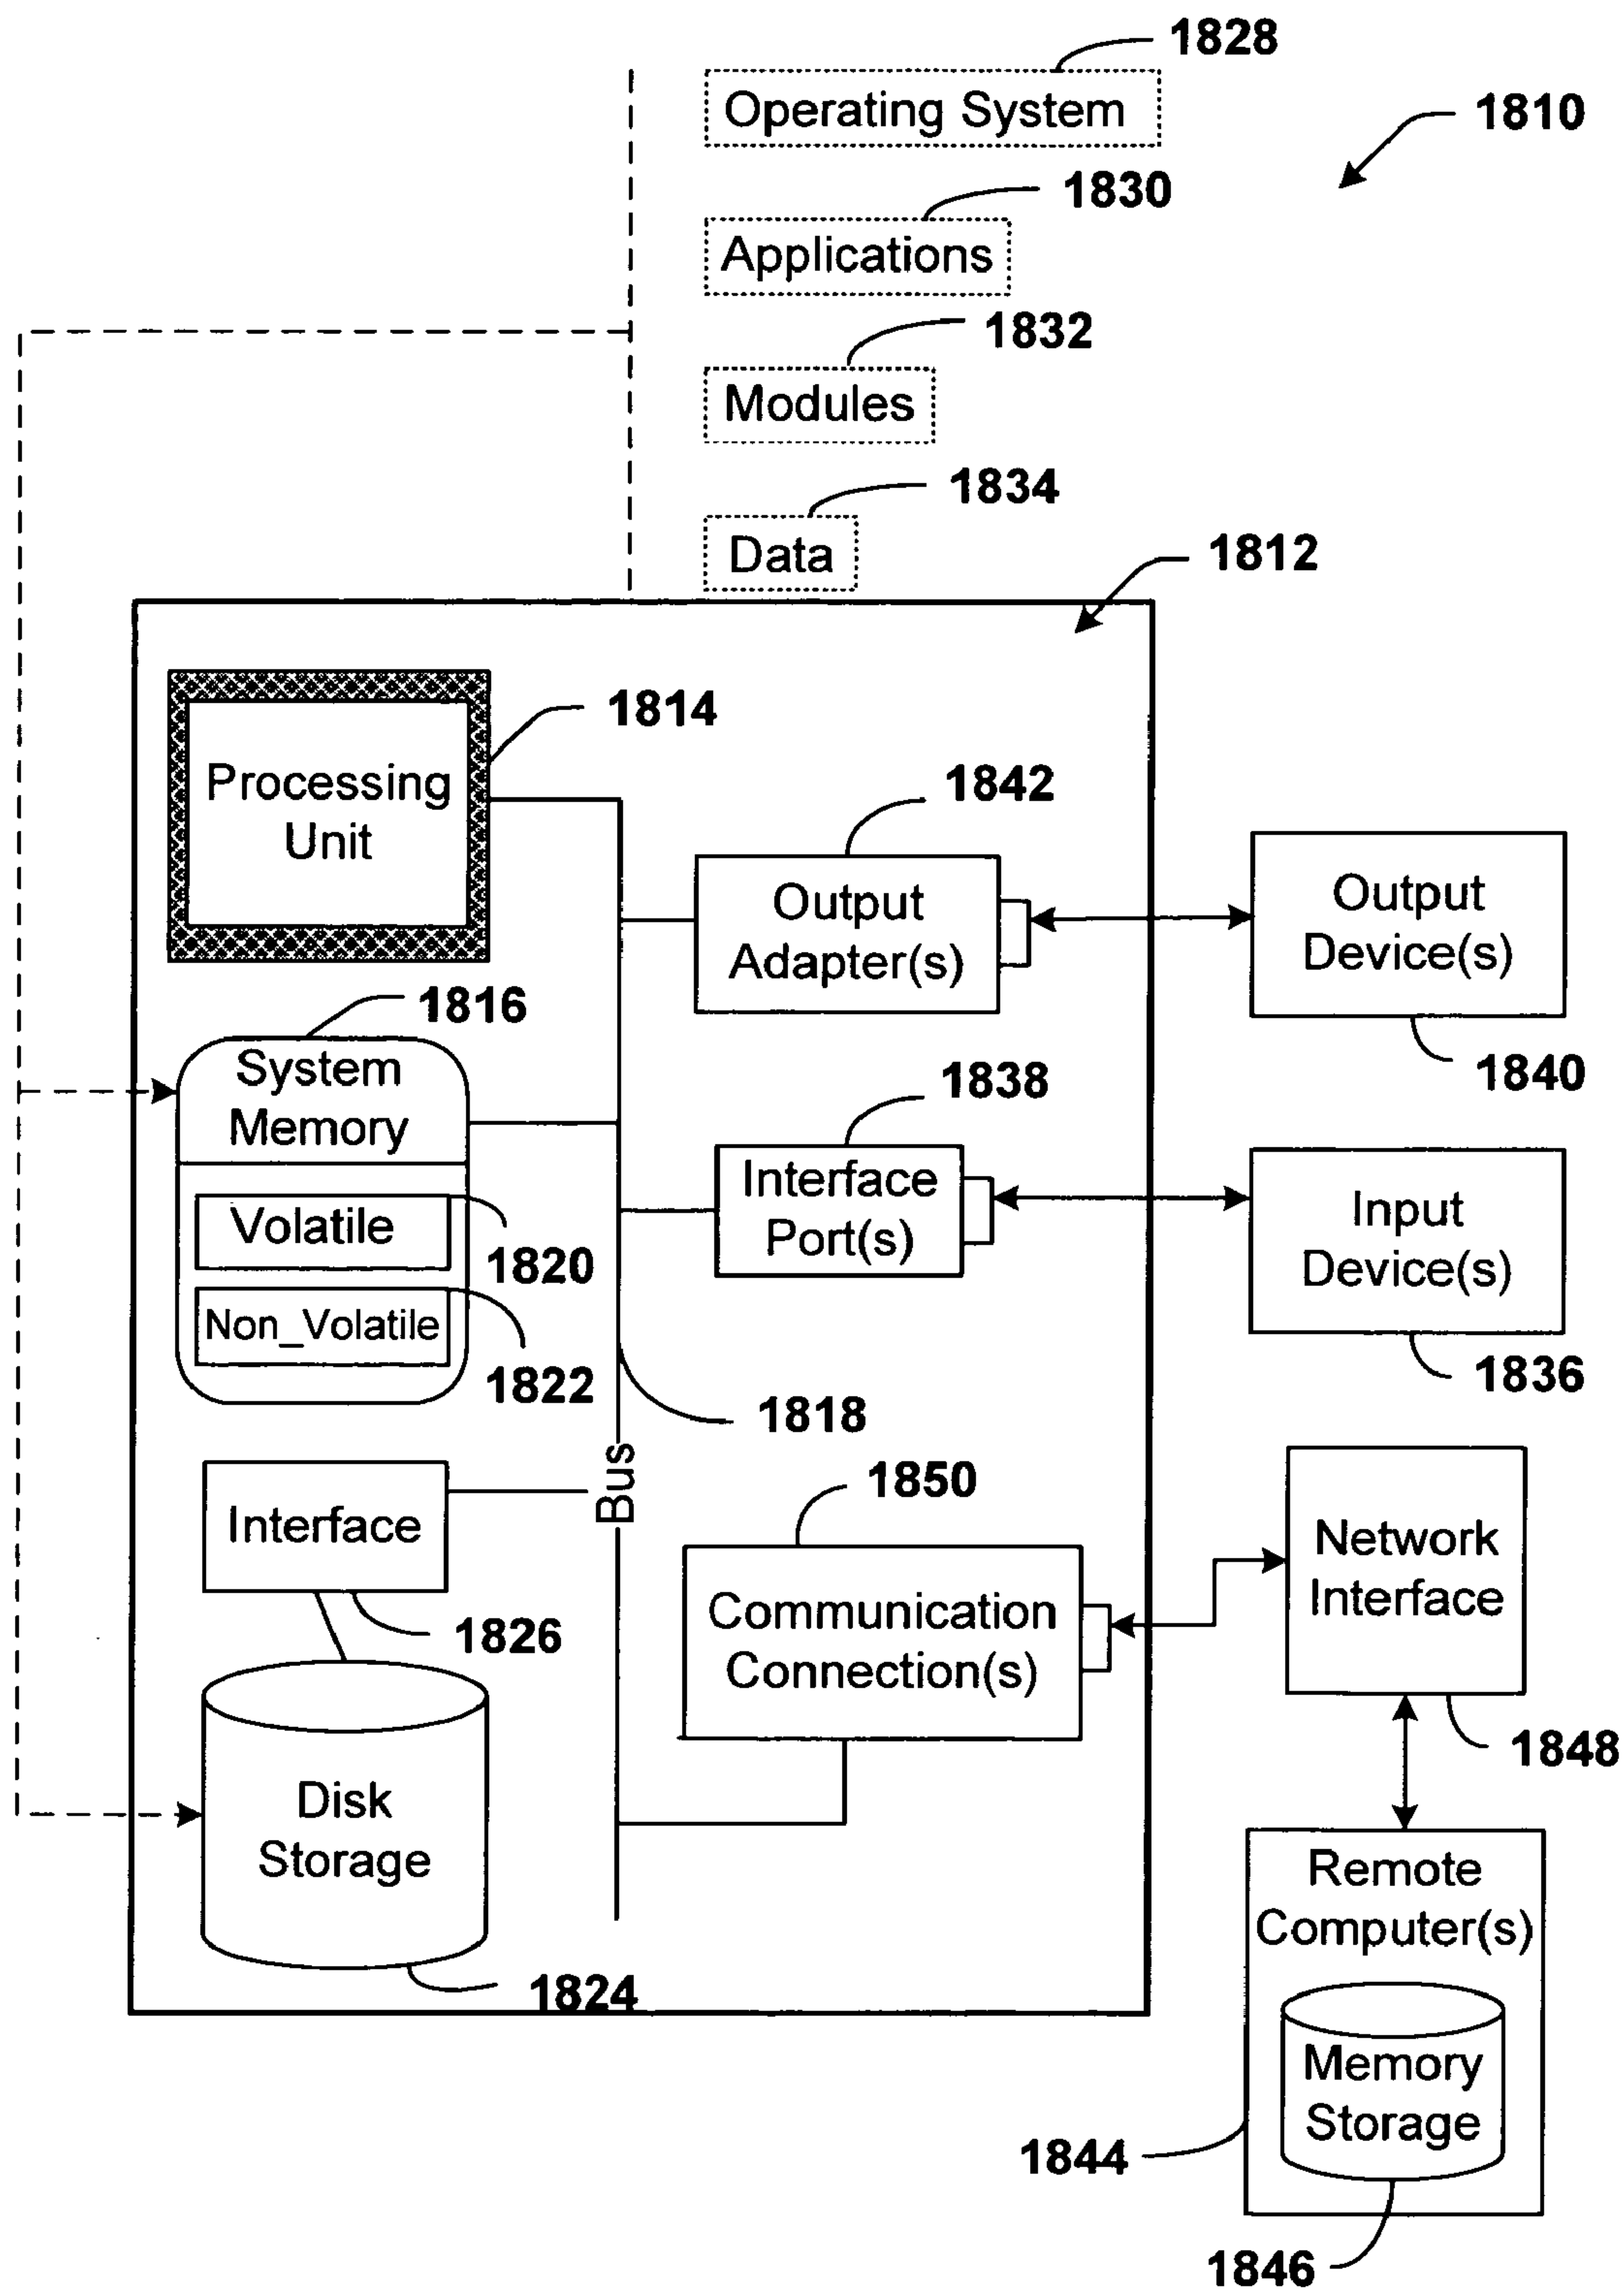 1828
Operating System
1810
1830
Applications
1832
Modules
1834
Data
1812
1814
Processing
Unit
1842
Output
Adapter(s)
Output
Device(s)
1840
1816
System
Memory
1838
Interface
Port(s)
Input
Device(s)
1836
Volatile
1820
Non_Volatile
1822
1818
Bus
Interface
1826
1850
Communication
Connection(s)
Network
Interface
1848
Disk
Storage
1824
Remote
Computer(s)
Memory
Storage
1844
1846